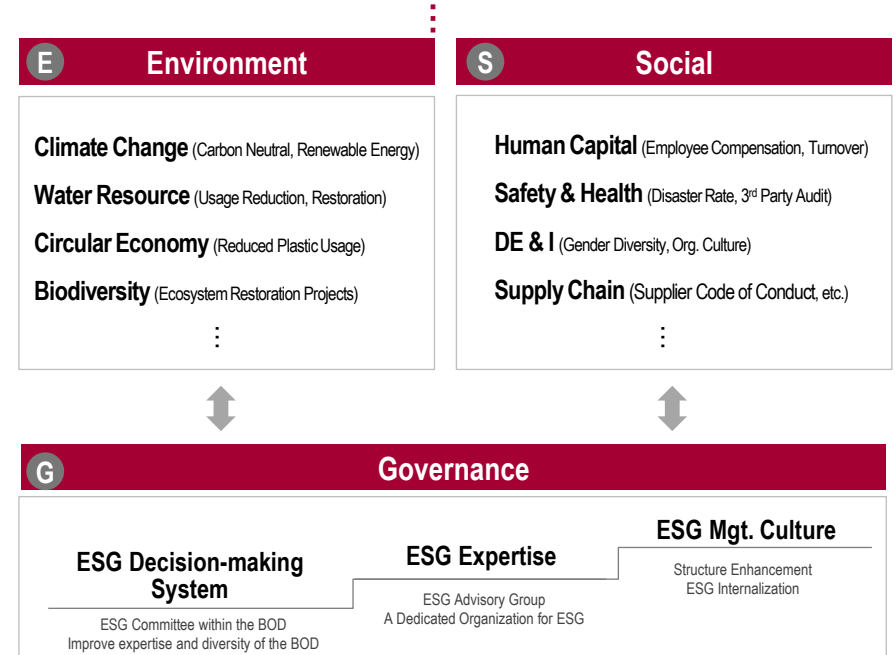 E Environment
Climate Change (Carbon Neutral, Renewable Energy)
Water Resource (Usage Reduction, Restoration)
Circular Economy (Reduced Plastic Usage)
Biodiversity (Ecosystem Restoration Projects)
⋮
S Social
Human Capital (Employee Compensation, Turnover)
Safety & Health (Disaster Rate, 3rd Party Audit)
DE & I (Gender Diversity, Org. Culture)
Supply Chain (Supplier Code of Conduct, etc.)
⋮
G Governance
ESG Decision-making
System
ESG Committee within the BOD
Improve expertise and diversity of the BOD
ESG Expertise
ESG Advisory Group
A Dedicated Organization for ESG
ESG Mgt. Culture
Structure Enhancement
ESG Internalization